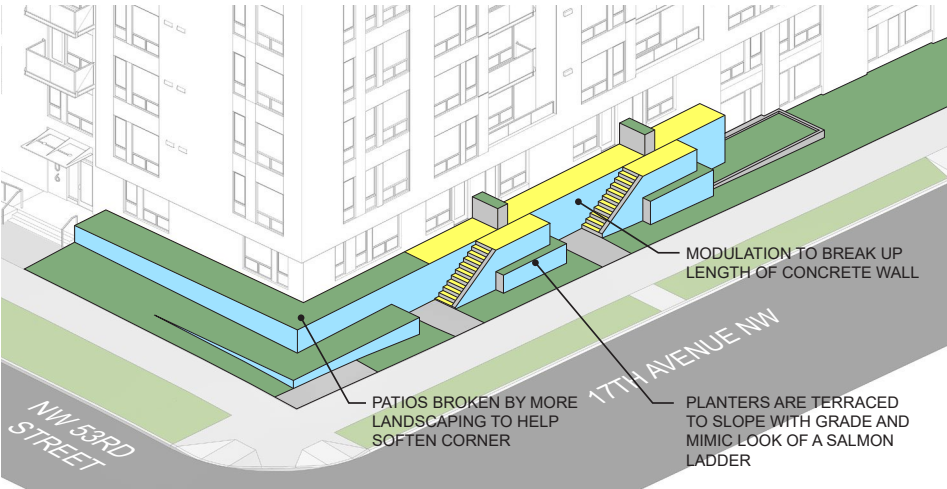 MODULATION TO BREAK UP
LENGTH OF CONCRETE WALL
17TH AVENUE NW
PATIOS BROKEN BY MORE
LANDSCAPING TO HELP
SOFTEN CORNER
PLANTERS ARE TERRACED
TO SLOPE WITH GRADE AND
MIMIC LOOK OF A SALMON
LADDER
NW 53RD
STREET